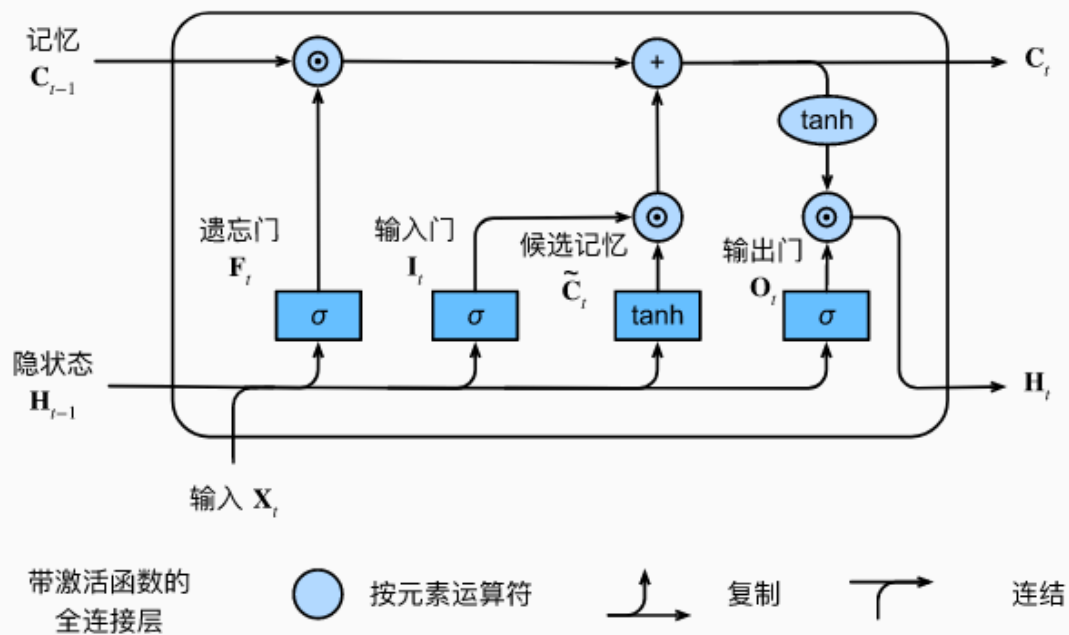 记忆
C_{t-1}
C_t
tanh
遗忘门
F_t
输入门
I_t
候选记忆
C̃_t
输出门
O_t
σ
σ
tanh
σ
隐状态
H_{t-1}
H_t
输入 X_t
带激活函数的
全连接层
按元素运算符
复制
连结